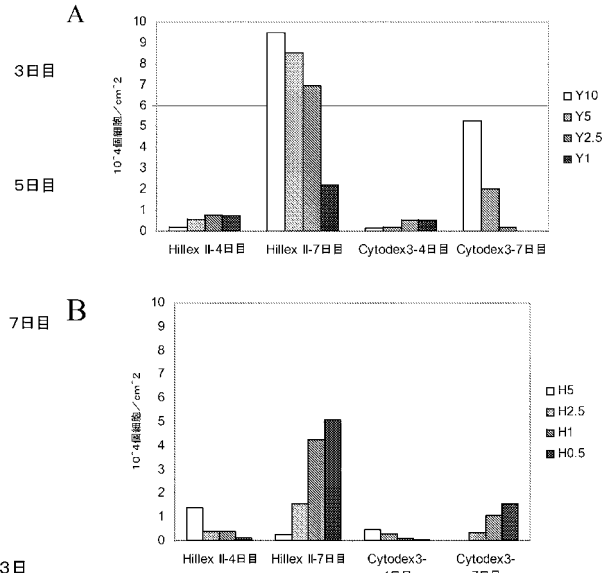 3日目
5日目
7日目
3日
A
10^4個細胞/cm^2
10
9
8
7
6
5
4
3
2
1
0
Hillex II-4日目
Hillex II-7日目
Cytodex3-4日目
Cytodex3-7日目
Y10
Y5
Y2.5
Y1
B
10^4個細胞/cm^2
10
9
8
7
6
5
4
3
2
1
0
Hillex II-4日目
Hillex II-7日目
Cytodex3-
Cytodex3-
H5
H2.5
H1
H0.5